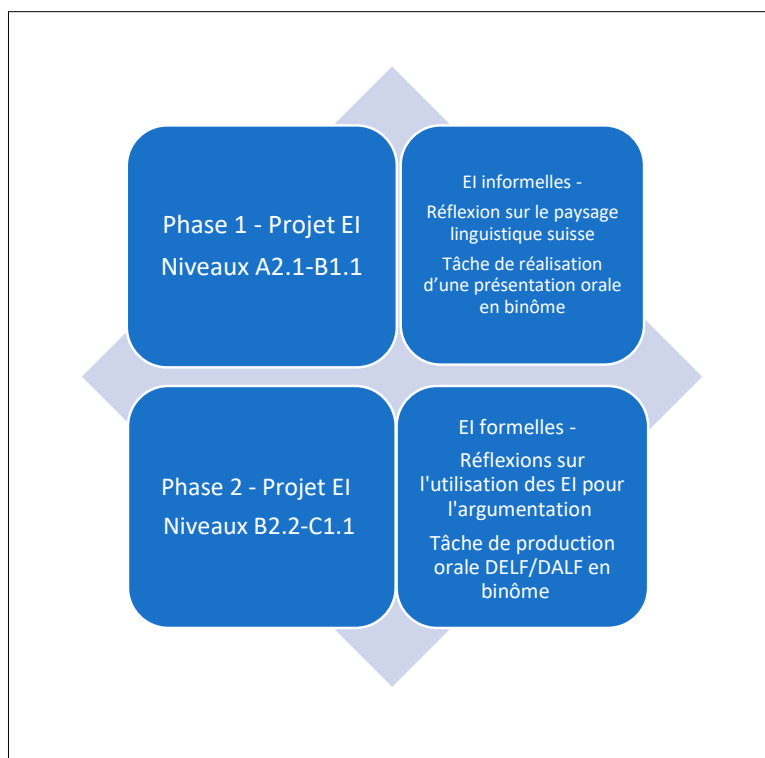 Phase 1 - Projet EI
Niveaux A2.1-B1.1
EI informelles -
Réflexion sur le paysage
linguistique suisse
Tâche de réalisation
d’une présentation orale
en binôme
Phase 2 - Projet EI
Niveaux B2.2-C1.1
EI formelles -
Réflexions sur
l'utilisation des EI pour
l'argumentation
Tâche de production
orale DELF/DALF en
binôme